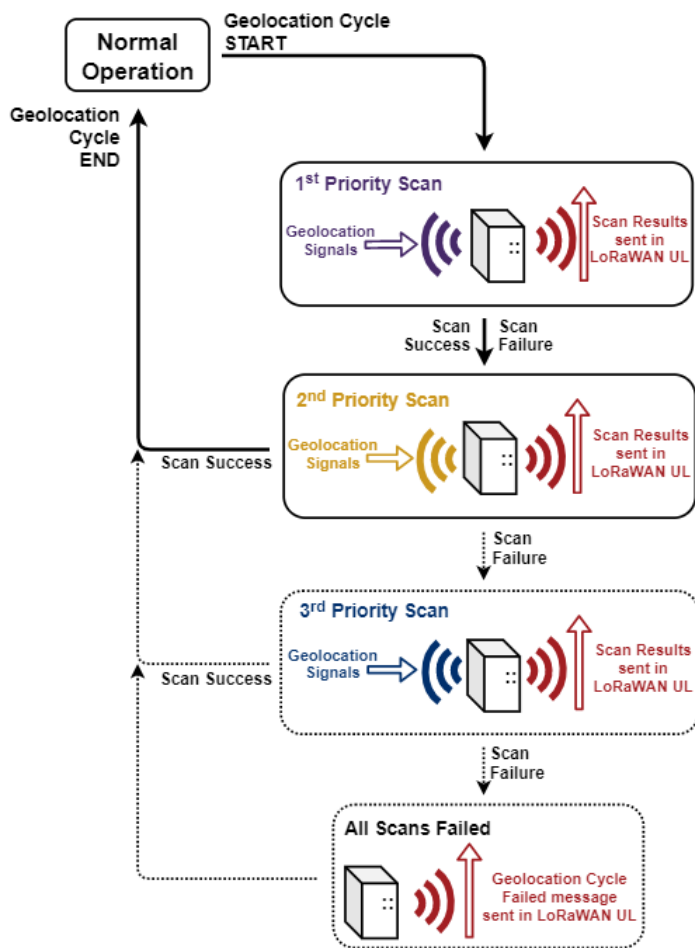 Normal
Operation
Geolocation Cycle
START
Geolocation
Cycle
END
1st Priority Scan
Geolocation
Signals
Scan Results
sent in
LoRaWAN UL
Scan
Success
Scan
Failure
2nd Priority Scan
Geolocation
Signals
Scan Results
sent in
LoRaWAN UL
Scan Success
Scan
Failure
3rd Priority Scan
Geolocation
Signals
Scan Results
sent in
LoRaWAN UL
Scan Success
Scan
Failure
All Scans Failed
Geolocation Cycle
Failed message
sent in LoRaWAN UL